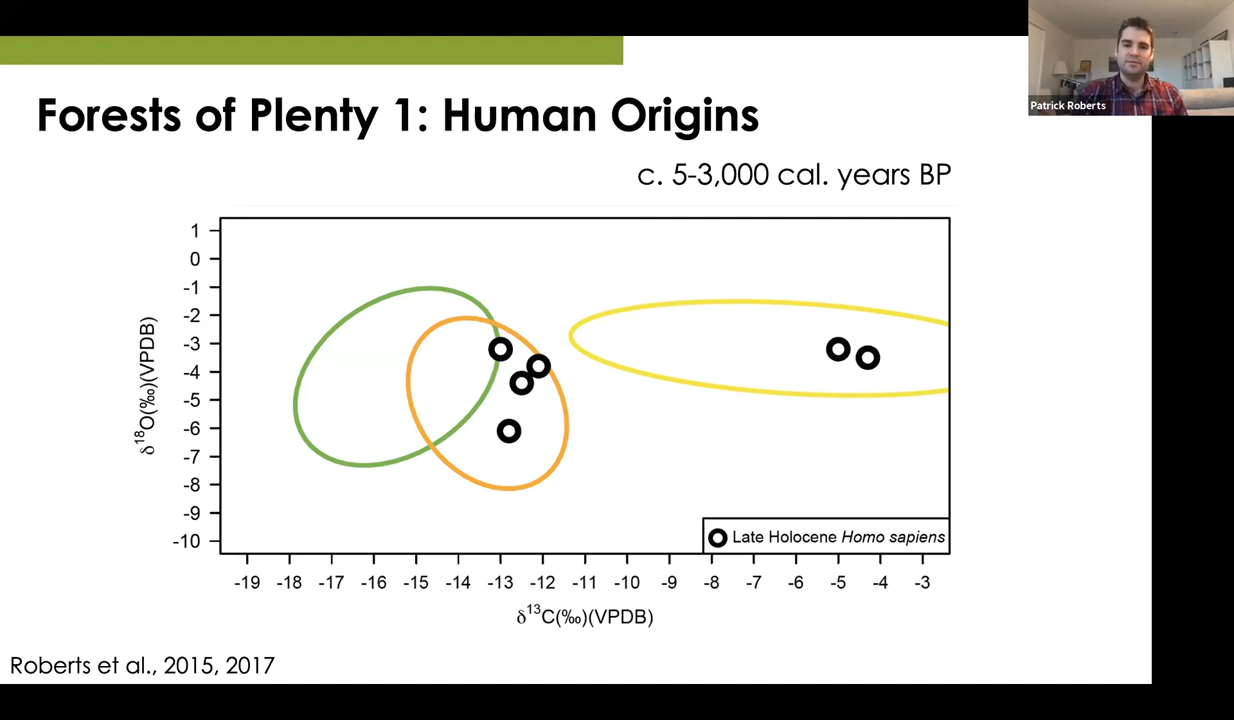 Patrick Roberts
Forests of Plenty 1: Human Origins
c. 5-3,000 cal. years BP
δ18O(‰)(VPDB)
1
0
-1
-2
-3
-4
-5
-6
-7
-8
-9
-10
Late Holocene Homo sapiens
-19 -18 -17 -16 -15 -14 -13 -12 -11 -10 -9 -8 -7 -6 -5 -4 -3
δ13C(‰)(VPDB)
Roberts et al., 2015, 2017